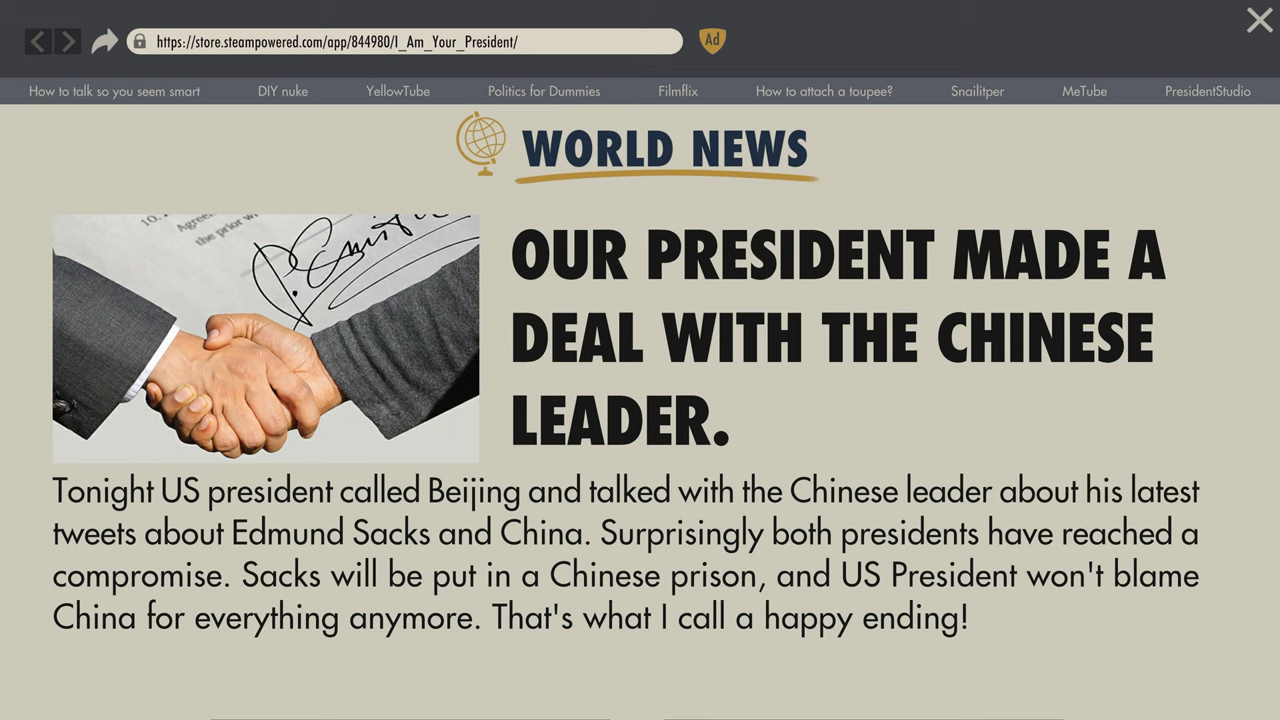 https://store.steampowered.com/app/844980/I_Am_Your_President/
Ad
How to talk so you seem smart DIY nuke YellowTube Politics for Dummies Filmflix How to attach a toupee? Snailitper MeTube PresidentStudio
WORLD NEWS
10.
Agree
the prior w
OUR PRESIDENT MADE A
DEAL WITH THE CHINESE
LEADER.
Tonight US president called Beijing and talked with the Chinese leader about his latest
tweets about Edmund Sacks and China. Surprisingly both presidents have reached a
compromise. Sacks will be put in a Chinese prison, and US President won't blame
China for everything anymore. That's what I call a happy ending!